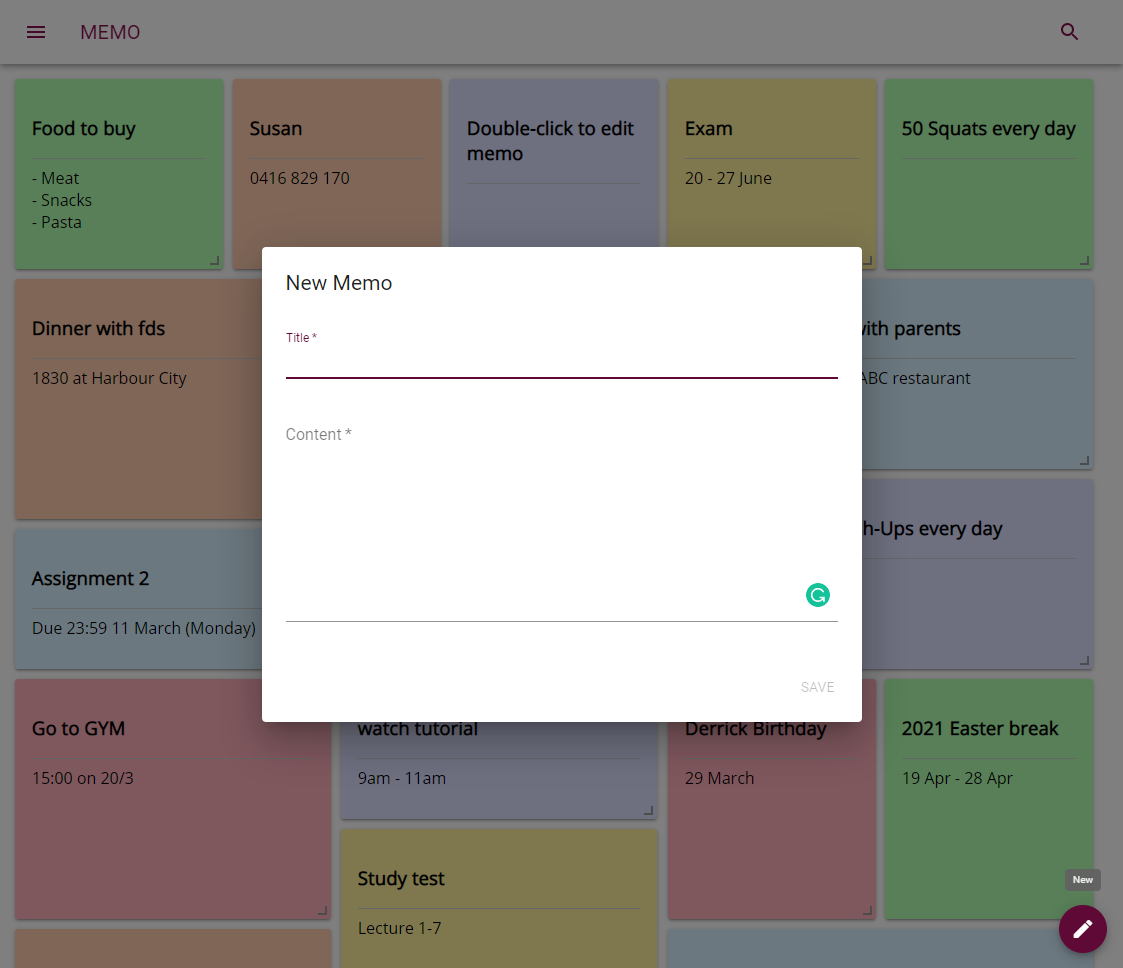 MEMO
Food to buy
- Meat
- Snacks
- Pasta
Susan
0416 829 170
Double-click to edit
memo
Exam
20 - 27 June
50 Squats every day
New Memo
Title *
Content *
SAVE
Dinner with fds
1830 at Harbour City
with parents
ABC restaurant
Assignment 2
Due 23:59 11 March (Monday)
h-Ups every day
Go to GYM
15:00 on 20/3
watch tutorial
9am - 11am
Derrick Birthday
29 March
2021 Easter break
19 Apr - 28 Apr
Study test
Lecture 1-7
New